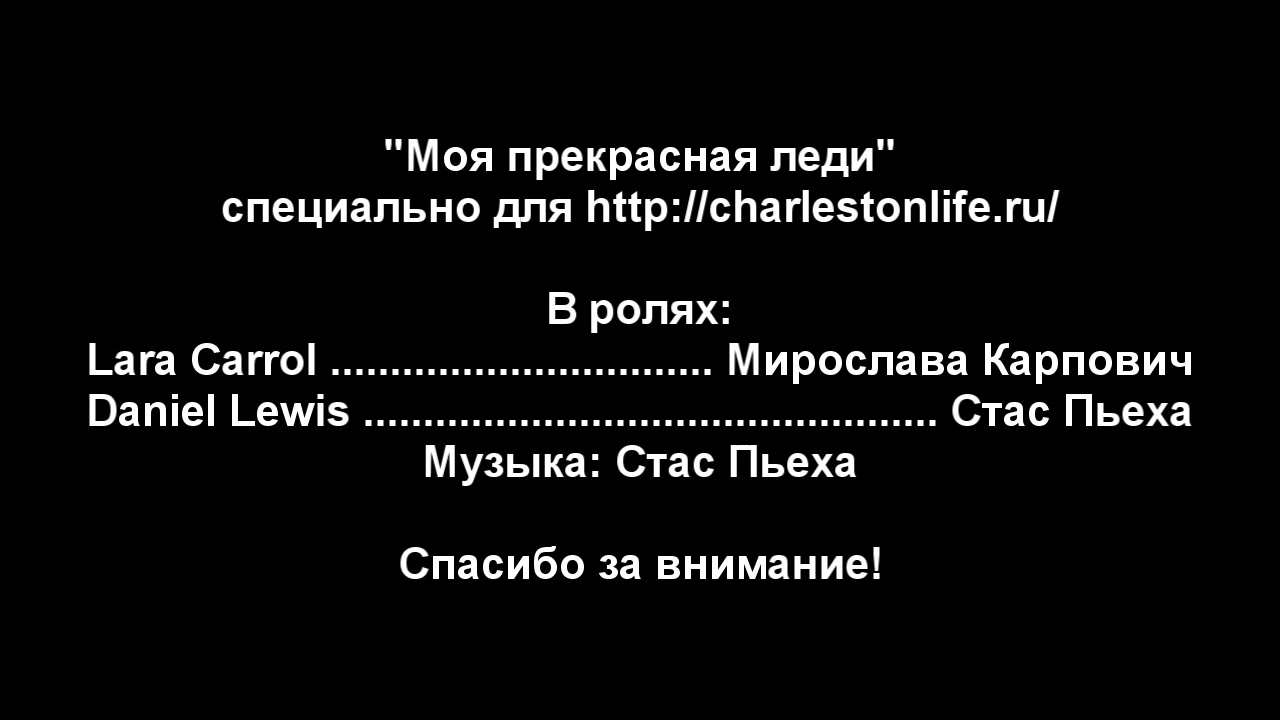 "Моя прекрасная леди"
специально для http://charlestonlife.ru/
В ролях:
Lara Carrol ................................ Мирослава Карпович
Daniel Lewis ................................................ Стас Пьеха
Музыка: Стас Пьеха
Спасибо за внимание!